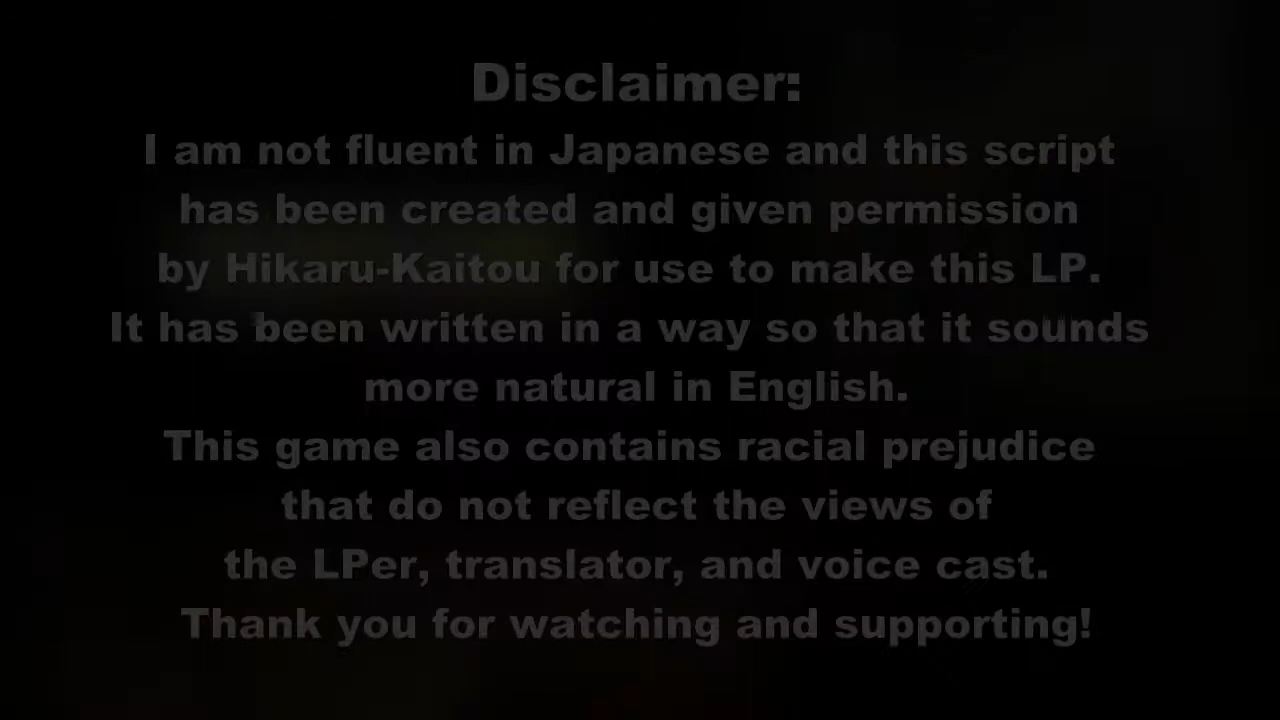 Disclaimer:
I am not fluent in Japanese and this script
has been created and given permission
by Hikaru-Kaitou for use to make this LP.
It has been written in a way so that it sounds
more natural in English.
This game also contains racial prejudice
that do not reflect the views of
the LPer, translator, and voice cast.
Thank you for watching and supporting!